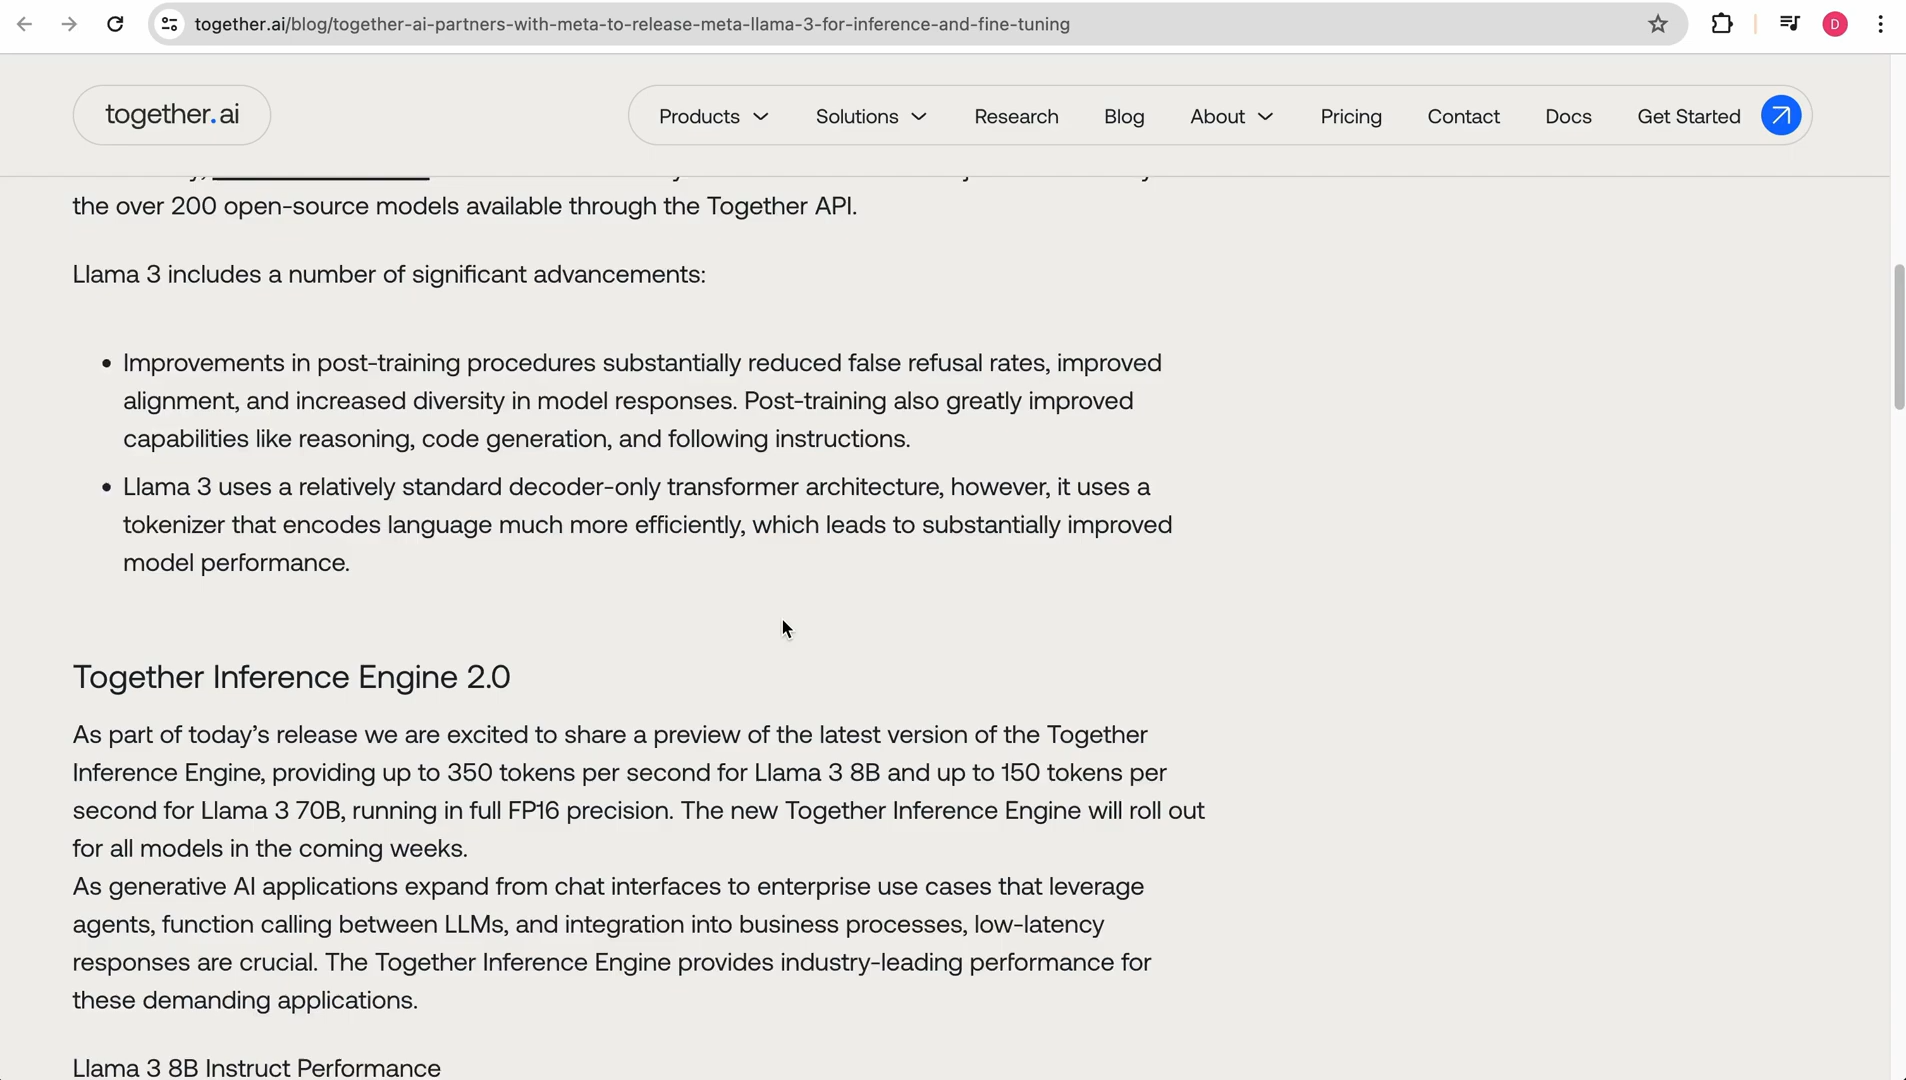 together.ai/blog/together-ai-partners-with-meta-to-release-meta-llama-3-for-inference-and-fine-tuning
D
together.ai
Products
Solutions
Research
Blog
About
Pricing
Contact
Docs
Get Started
the over 200 open-source models available through the Together API.
Llama 3 includes a number of significant advancements:
• Improvements in post-training procedures substantially reduced false refusal rates, improved
alignment, and increased diversity in model responses. Post-training also greatly improved
capabilities like reasoning, code generation, and following instructions.
• Llama 3 uses a relatively standard decoder-only transformer architecture, however, it uses a
tokenizer that encodes language much more efficiently, which leads to substantially improved
model performance.
Together Inference Engine 2.0
As part of today’s release we are excited to share a preview of the latest version of the Together
Inference Engine, providing up to 350 tokens per second for Llama 3 8B and up to 150 tokens per
second for Llama 3 70B, running in full FP16 precision. The new Together Inference Engine will roll out
for all models in the coming weeks.
As generative AI applications expand from chat interfaces to enterprise use cases that leverage
agents, function calling between LLMs, and integration into business processes, low-latency
responses are crucial. The Together Inference Engine provides industry-leading performance for
these demanding applications.
Llama 3 8B Instruct Performance